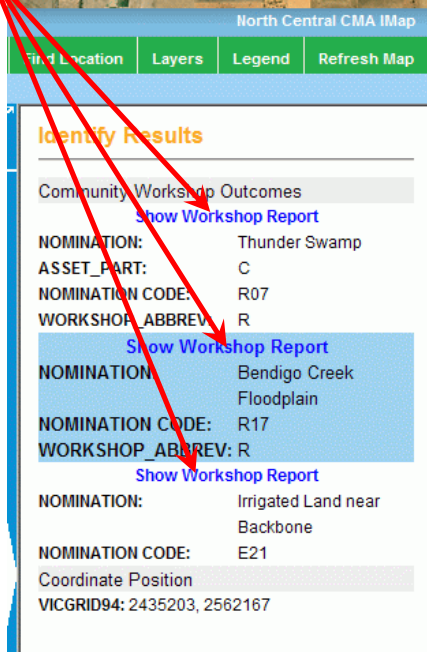 North Central CMA IMap
Find Location Layers Legend Refresh Map
Identify Results
Community Workshop Outcomes
Show Workshop Report
NOMINATION: Thunder Swamp
ASSET_PART: C
NOMINATION CODE: R07
WORKSHOP_ABBREV: R
Show Workshop Report
NOMINATION: Bendigo Creek
Floodplain
NOMINATION CODE: R17
WORKSHOP_ABBREV: R
Show Workshop Report
NOMINATION: Irrigated Land near
Backbone
NOMINATION CODE: E21
Coordinate Position
VICGRID94: 2435203, 2562167